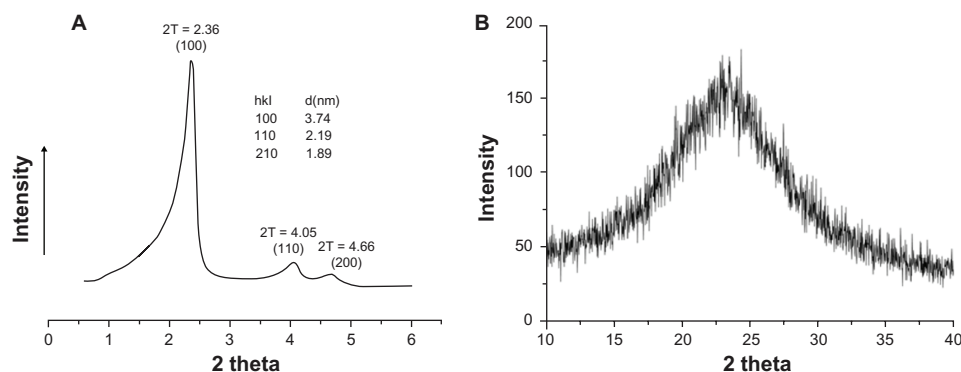 A
2T = 2.36
(100)
hkl d(nm)
100 3.74
110 2.19
210 1.89
2T = 4.05
(110)
2T = 4.66
(200)
Intensity
0 1 2 3 4 5 6
2 theta
B
200
150
100
50
0
Intensity
10 15 20 25 30 35 40
2 theta